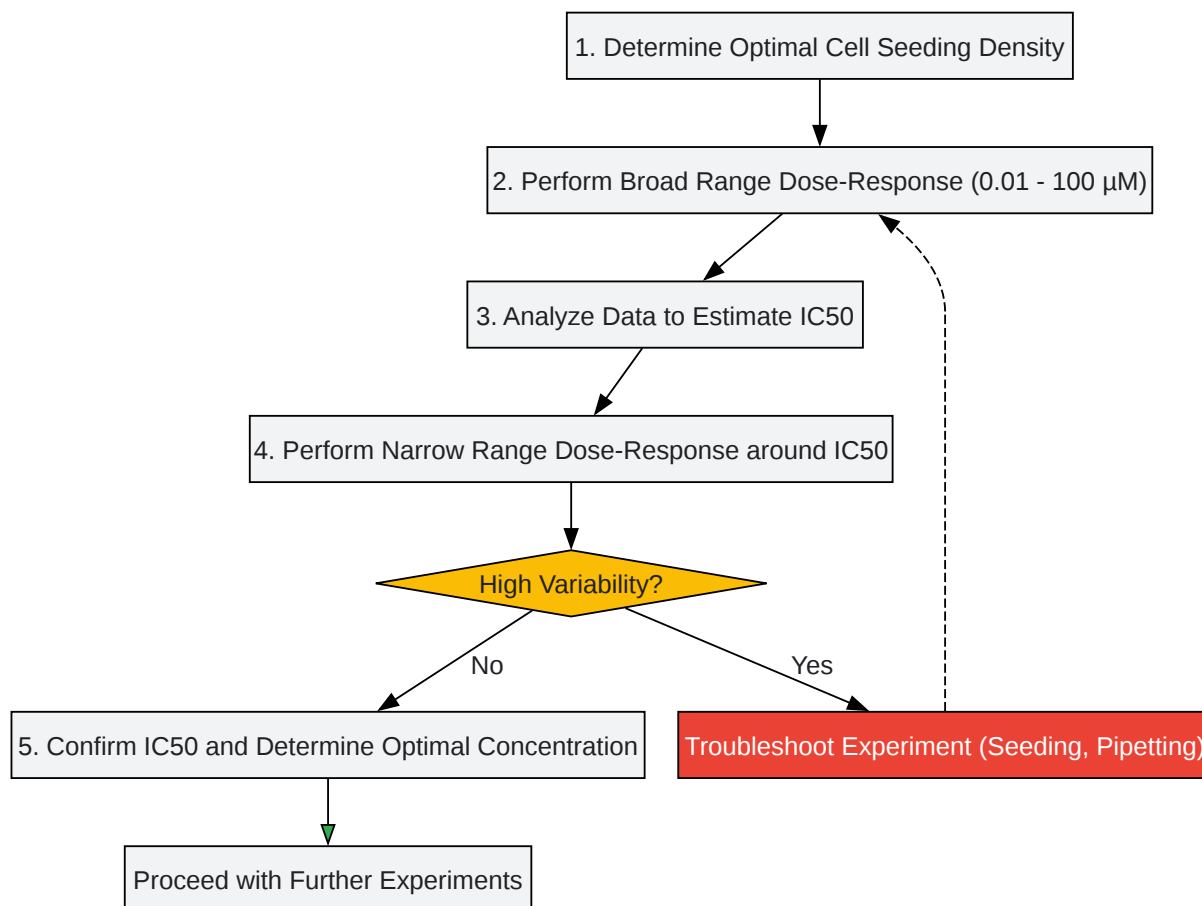 1. Determine Optimal Cell Seeding Density
2. Perform Broad Range Dose-Response (0.01 - 100 µM)
3. Analyze Data to Estimate IC50
4. Perform Narrow Range Dose-Response around IC50
High Variability?
No
Yes
5. Confirm IC50 and Determine Optimal Concentration
Troubleshoot Experiment (Seeding, Pipetting)
Proceed with Further Experiments